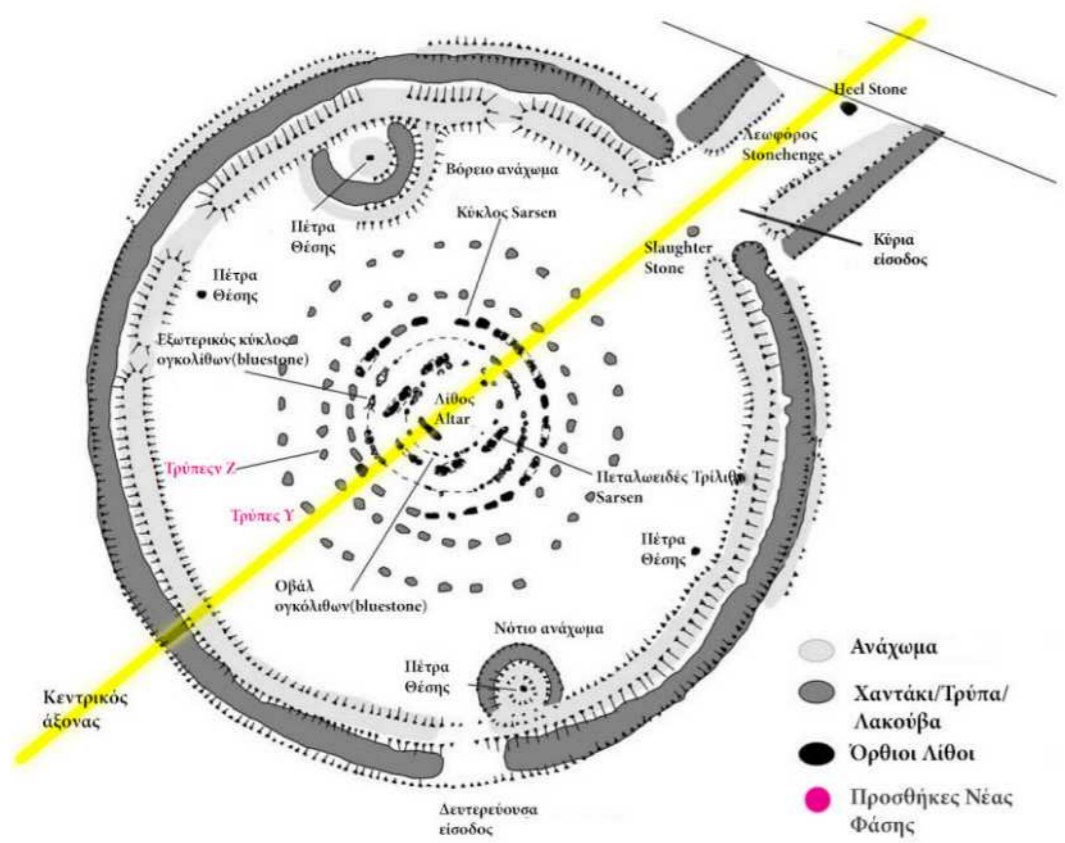 Heel Stone
Λεωφόρος
Stonehenge
Βόρειο ανάχωμα
Πέτρα
Θέσης
Κύκλος Sarsen
Slaughter
Stone
Κύρια
είσοδος
Πέτρα
Θέσης
Εξωτερικός κύκλος
ογκολίθων(bluestone)
Λίθος
Altar
Τρύπεςν Ζ
Πεταλωειδές Τρίλιθο
Sarsen
Τρύπες Υ
Πέτρα
Θέσης
Οβάλ
ογκόλιθων(bluestone)
Νότιο ανάχωμα
Πέτρα
Θέσης
Κεντρικός
άξονας
Δευτερεύουσα
είσοδος
Ανάχωμα
Χαντάκι/Τρύπα/
Λακούβα
Όρθιοι Λίθοι
Προσθήκες Νέας
Φάσης